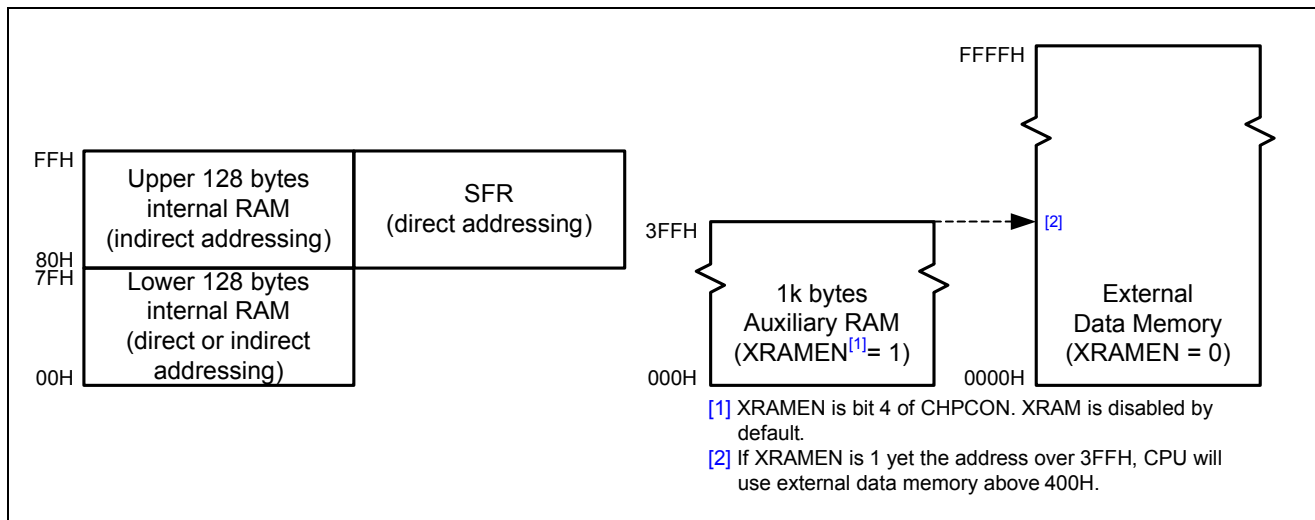 FFH
Upper 128 bytes
internal RAM
(indirect addressing)
SFR
(direct addressing)
80H
7FH
Lower 128 bytes
internal RAM
(direct or indirect
addressing)
00H
3FFH
1k bytes
Auxiliary RAM
(XRAMEN[1]= 1)
000H
FFFFH
[2]
External
Data Memory
(XRAMEN = 0)
0000H
[1] XRAMEN is bit 4 of CHPCON. XRAM is disabled by
default.
[2] If XRAMEN is 1 yet the address over 3FFH, CPU will
use external data memory above 400H.